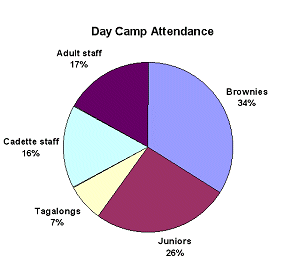 Day Camp Attendance
Adult staff
17%
Brownies
34%
Cadette staff
16%
Tagalongs
7%
Juniors
26%